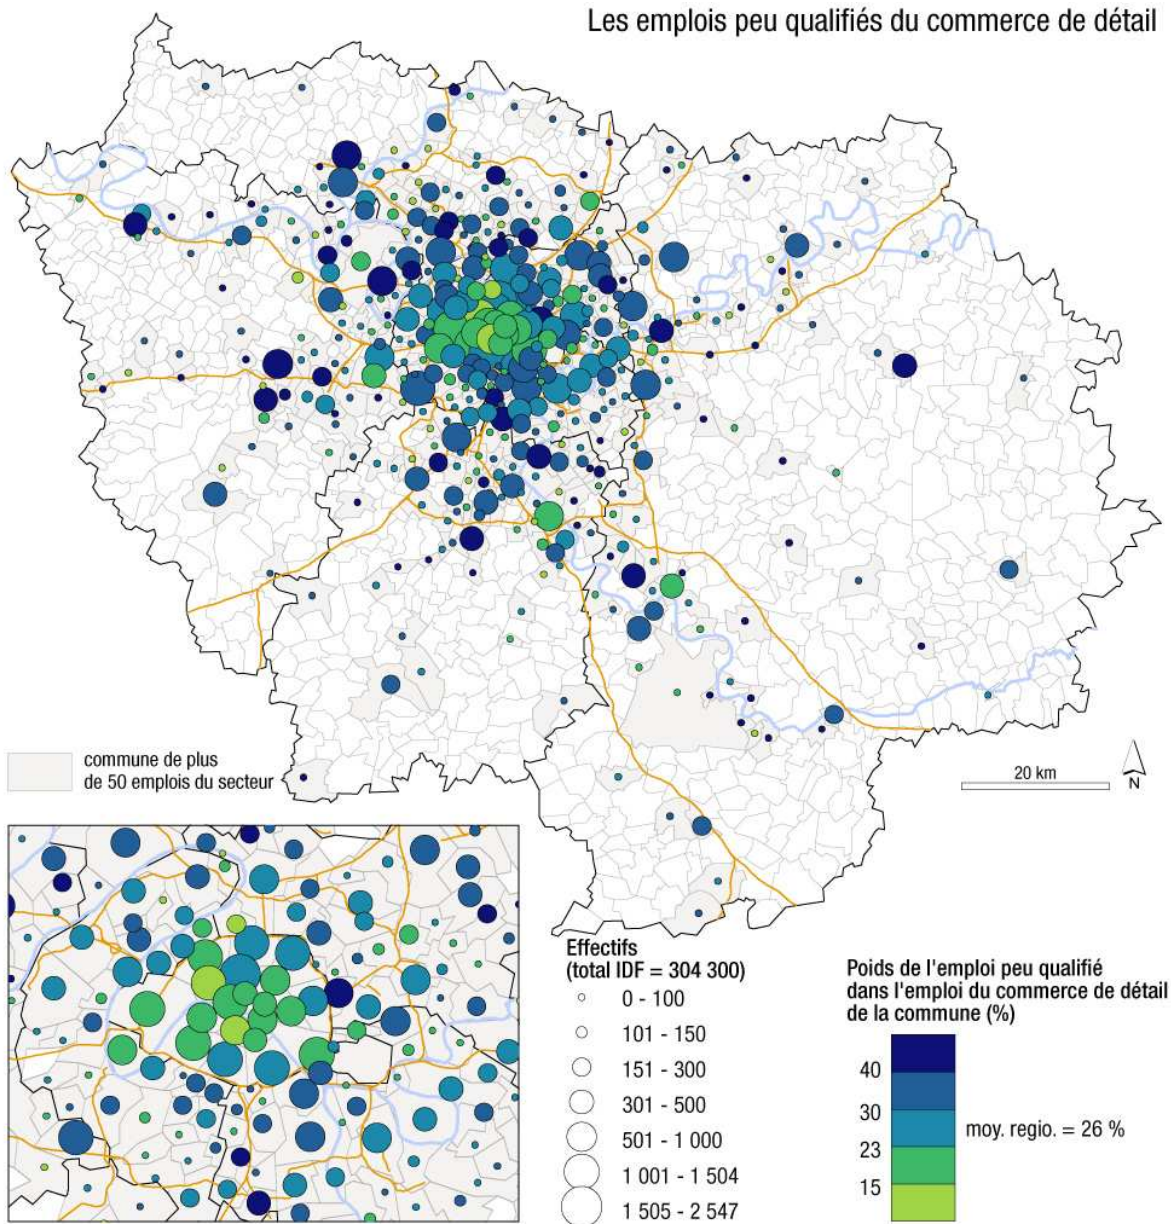 Les emplois peu qualifiés du commerce de détail
commune de plus
de 50 emplois du secteur
20 km
N
Effectifs
(total IDF = 304 300)
0 - 100
101 - 150
151 - 300
301 - 500
501 - 1 000
1 001 - 1 504
1 505 - 2 547
Poids de l'emploi peu qualifié
dans l'emploi du commerce de détail
de la commune (%)
40
30
23
15
moy. regio. = 26 %